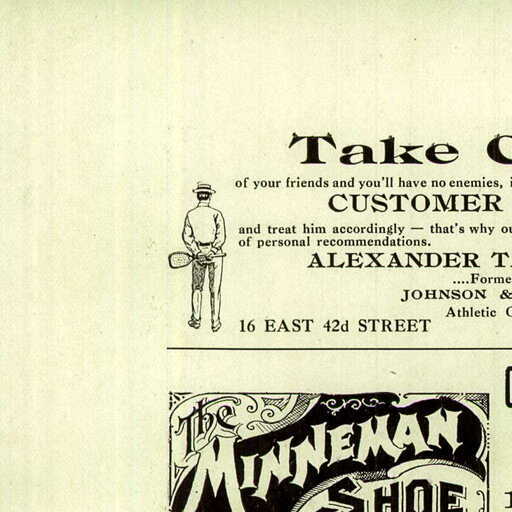 Take
of your friends and you'll have no enemies,
CUSTOMER
and treat him accordingly — that's why
of personal recommendations.
ALEXANDER
....Forme
JOHNSON &
Athletic
16 EAST 42d STREET
The
MINNEMAN
SHOE